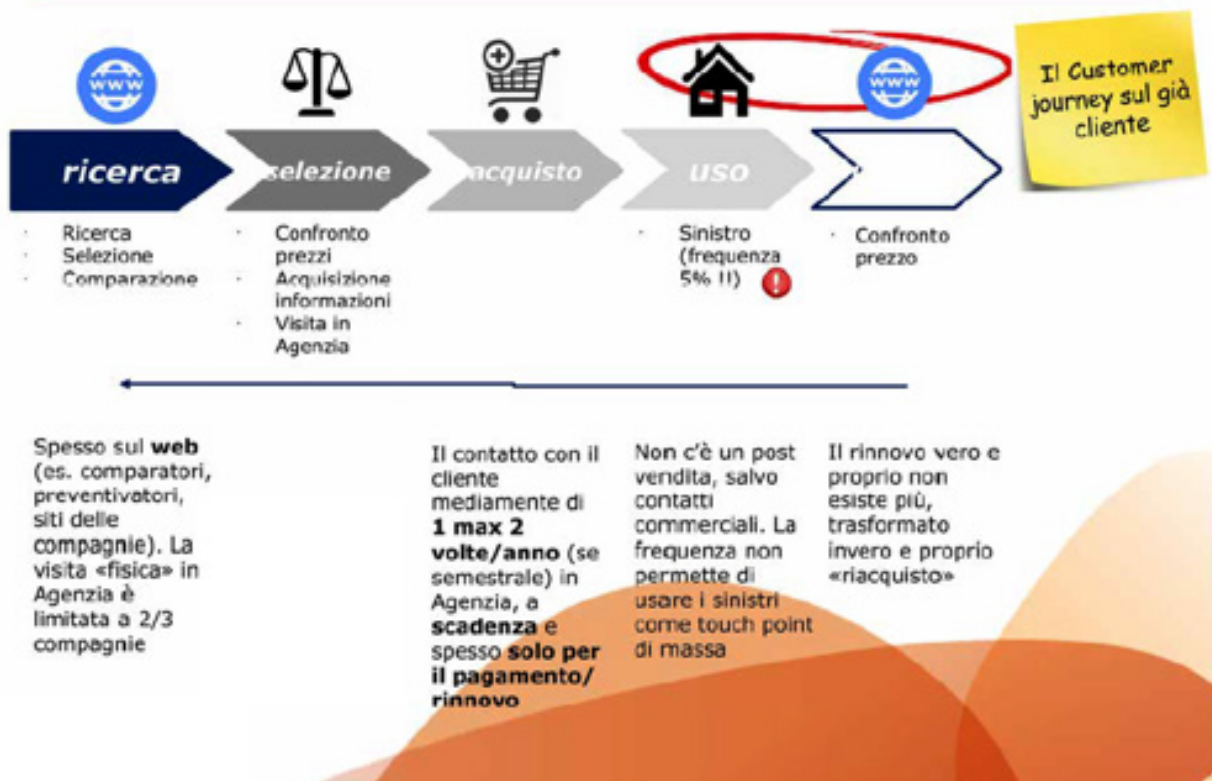 www
www
Il Customer
journey sul già
cliente
ricerca
selezione
acquisto
uso
· Ricerca
· Selezione
· Comparazione
· Confronto
prezzi
· Acquisizione
informazioni
· Visita in
Agenzia
· Sinistro
(frequenza
5% !!)
· Confronto
prezzo
Spesso sul web
(es. comparatori,
preventivatori,
siti delle
compagnie). La
visita «fisica» in
Agenzia è
limitata a 2/3
compagnie
Il contatto con il
cliente
mediamente di
1 max 2
volte/anno (se
semestrale) in
Agenzia, a
scadenza e
spesso solo per
il pagamento/
rinnovo
Non c'è un post
vendita, salvo
contatti
commerciali. La
frequenza non
permette di
usare i sinistri
come touch point
di massa
Il rinnovo vero e
proprio non
esiste più,
trasformato
invero e proprio
«riacquisto»